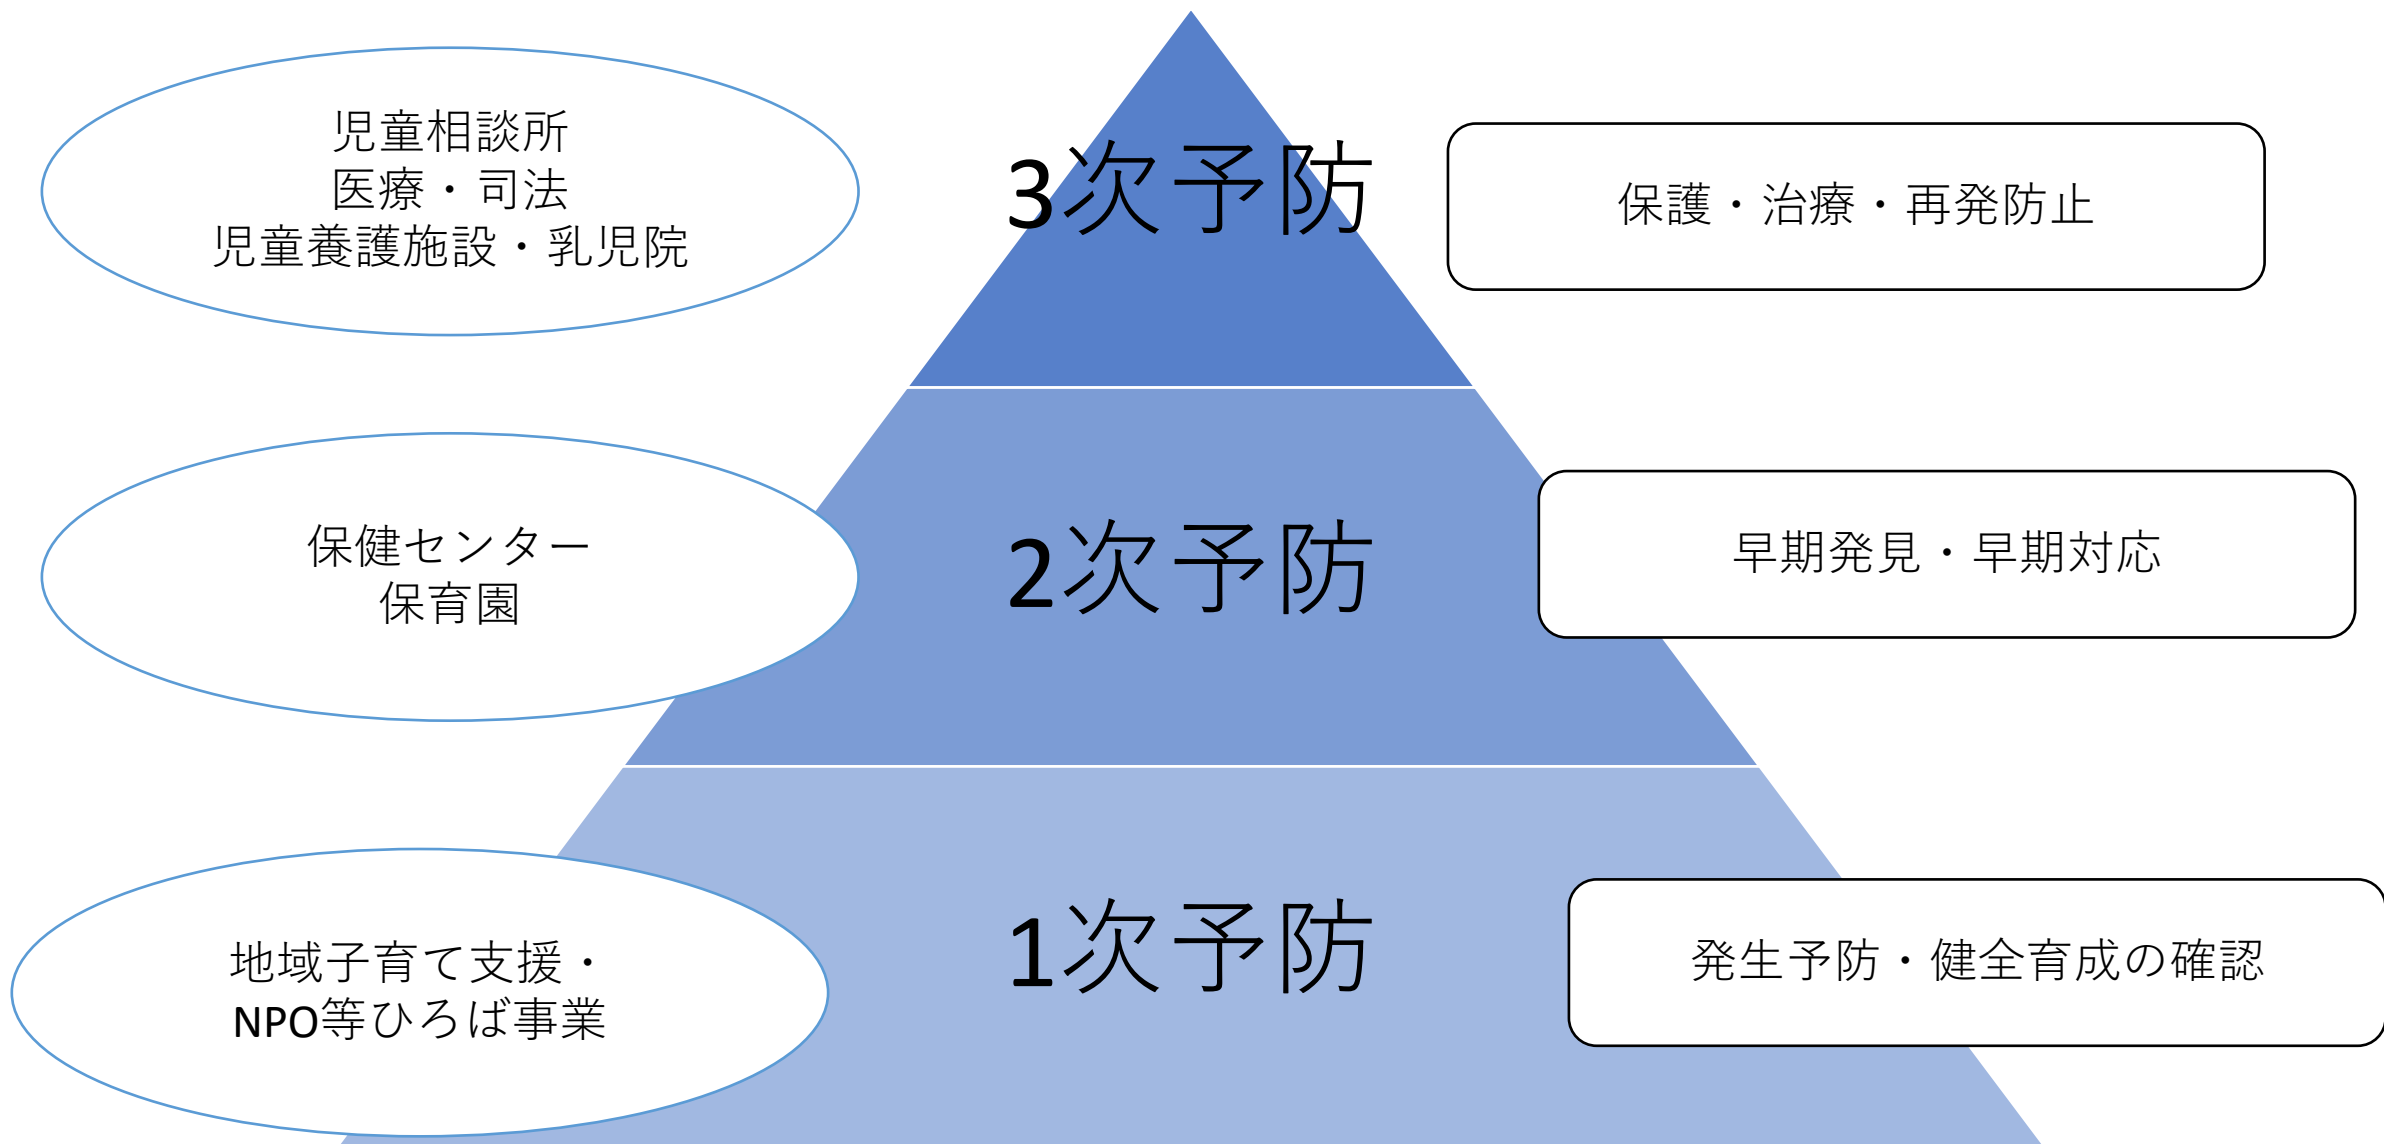 児童相談所
医療・司法
児童養護施設・乳児院
3次予防
保護・治療・再発防止
保健センター
保育園
2次予防
早期発見・早期対応
地域子育て支援・
NPO等ひろば事業
1次予防
発生予防・健全育成の確認